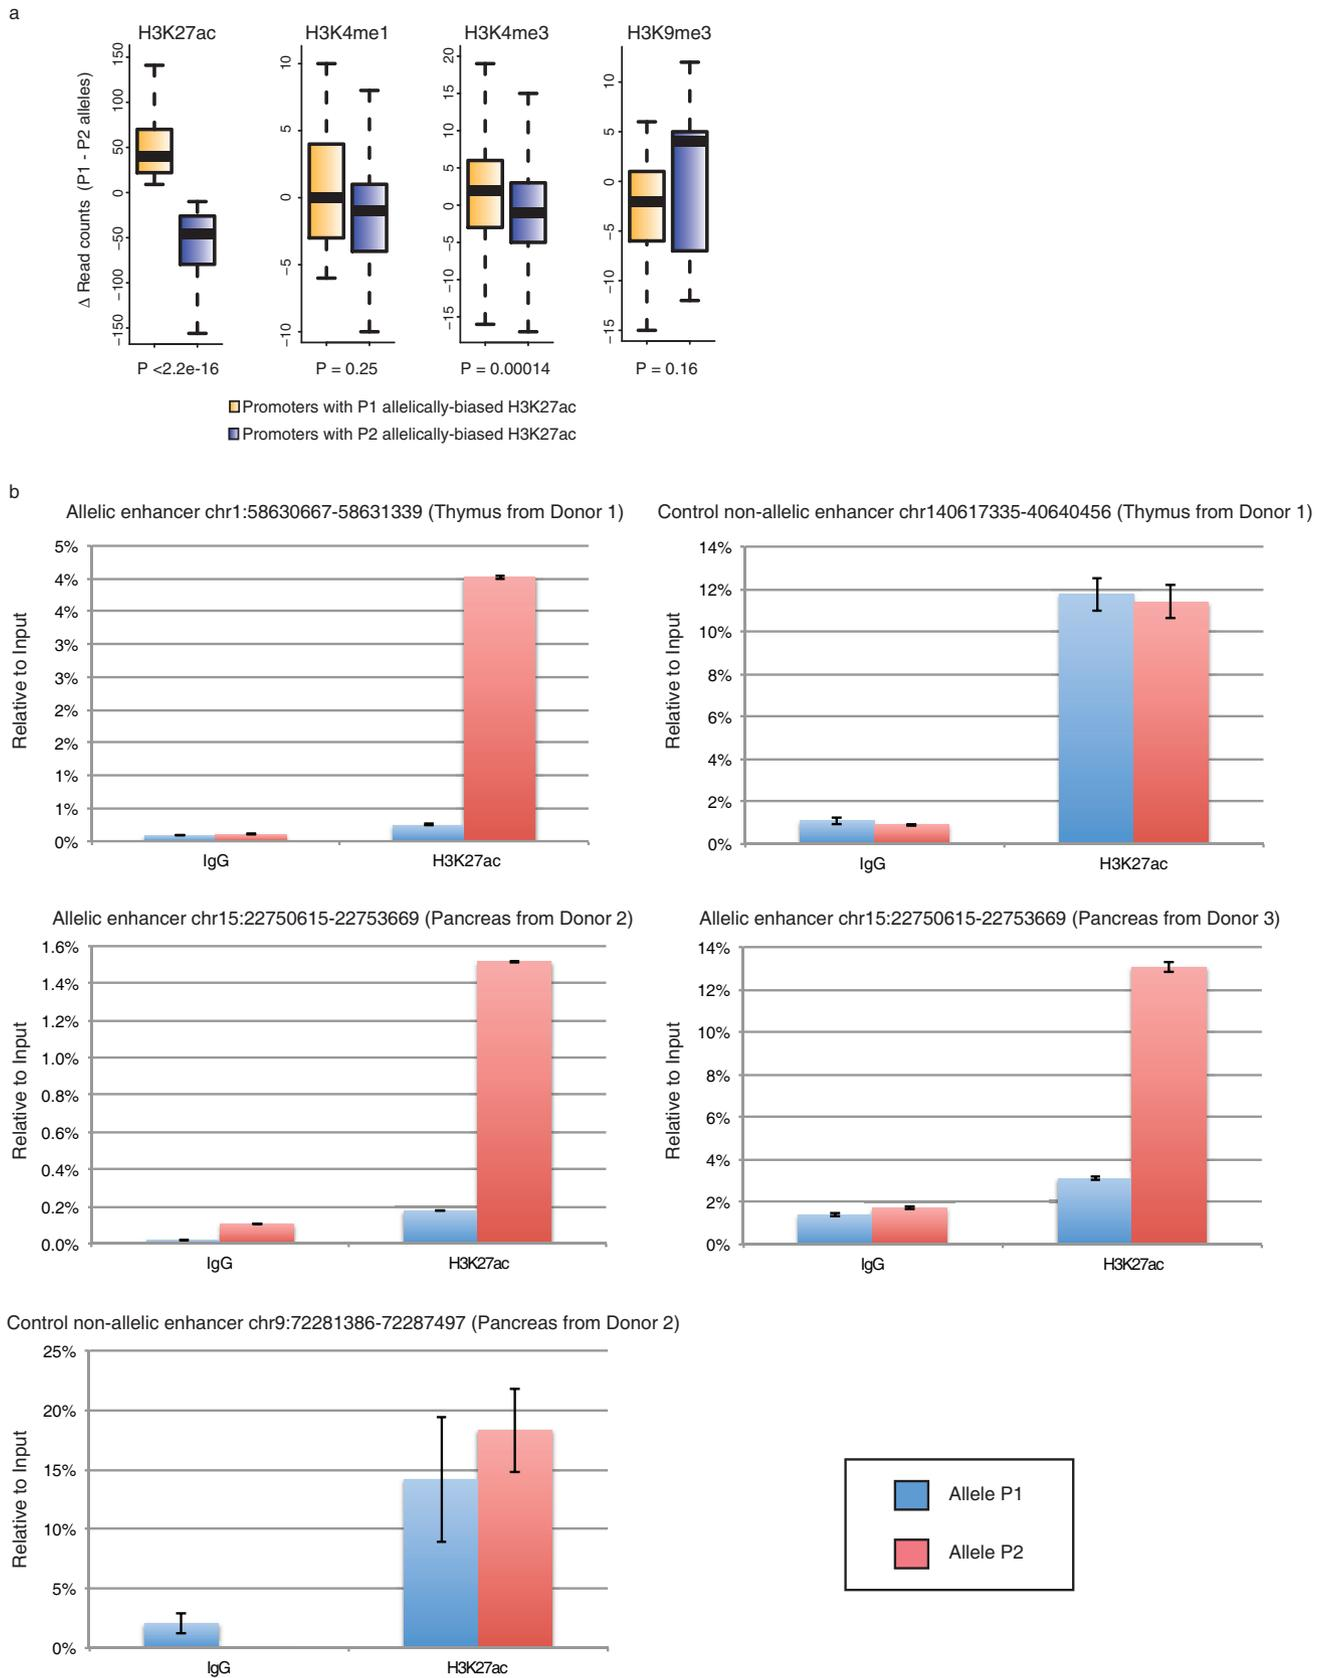 a
H3K27ac
H3K4me1
H3K4me3
H3K9me3
Δ Read counts (P1 - P2 alleles)
150
100
50
0
−50
−100
−150
10
5
0
−5
−10
20
15
10
5
0
−5
−10
−15
10
5
0
−5
−10
−15
P <2.2e-16
P = 0.25
P = 0.00014
P = 0.16
Promoters with P1 allelically-biased H3K27ac
Promoters with P2 allelically-biased H3K27ac
b
Allelic enhancer chr1:58630667-58631339 (Thymus from Donor 1)
Relative to Input
5%
4%
4%
3%
3%
2%
2%
1%
1%
0%
IgG
H3K27ac
Control non-allelic enhancer chr140617335-40640456 (Thymus from Donor 1)
Relative to Input
14%
12%
10%
8%
6%
4%
2%
0%
IgG
H3K27ac
Allelic enhancer chr15:22750615-22753669 (Pancreas from Donor 2)
Relative to Input
1.6%
1.4%
1.2%
1.0%
0.8%
0.6%
0.4%
0.2%
0.0%
IgG
H3K27ac
Allelic enhancer chr15:22750615-22753669 (Pancreas from Donor 3)
Relative to Input
14%
12%
10%
8%
6%
4%
2%
0%
IgG
H3K27ac
Control non-allelic enhancer chr9:72281386-72287497 (Pancreas from Donor 2)
Relative to Input
25%
20%
15%
10%
5%
0%
IgG
H3K27ac
Allele P1
Allele P2